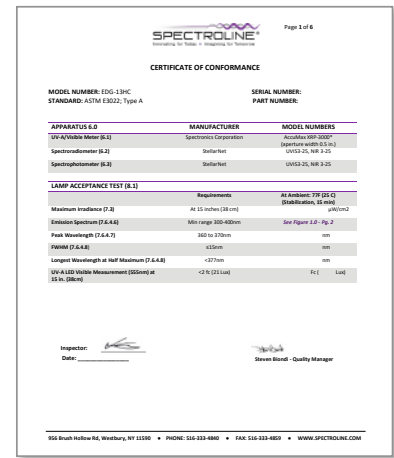 Page 1 of 6
SPECTROLINE®
Innovating for Today • Imagining for Tomorrow
CERTIFICATE OF CONFORMANCE
MODEL NUMBER: EDG-13HC SERIAL NUMBER:
STANDARD: ASTM E3022; Type A PART NUMBER:
APPARATUS 6.0 MANUFACTURER MODEL NUMBERS
UV-A/Visible Meter (6.1) Spectronics Corporation AccuMax XRP-3000*
(aperture width 0.5 in.)
Spectroradiometer (6.2) StellarNet UVIS3-25, NIR 3-25
Spectrophotometer (6.3) StellarNet UVIS3-25, NIR 3-25
LAMP ACCEPTANCE TEST (8.1)
Requirements At Ambient: 77F (25 C)
(Stabilization, 15 min)
Maximum Irradiance (7.3) At 15 inches (38 cm) µW/cm2
Emission Spectrum (7.6.4.6) Min range 300-400nm See Figure 1.0 - Pg. 2
Peak Wavelength (7.6.4.7) 360 to 370nm nm
FWHM (7.6.4.8) ≤15nm nm
Longest Wavelength at Half Maximum (7.6.4.8) <377nm nm
UV-A LED Visible Measurement (555nm) at <2 fc (21 Lux) Fc ( Lux)
15 in. (38cm)
Inspector:
Date:
Steven Biondi - Quality Manager
956 Brush Hollow Rd, Westbury, NY 11590 • PHONE: 516-333-4840 • FAX: 516-333-4859 • WWW.SPECTROLINE.COM